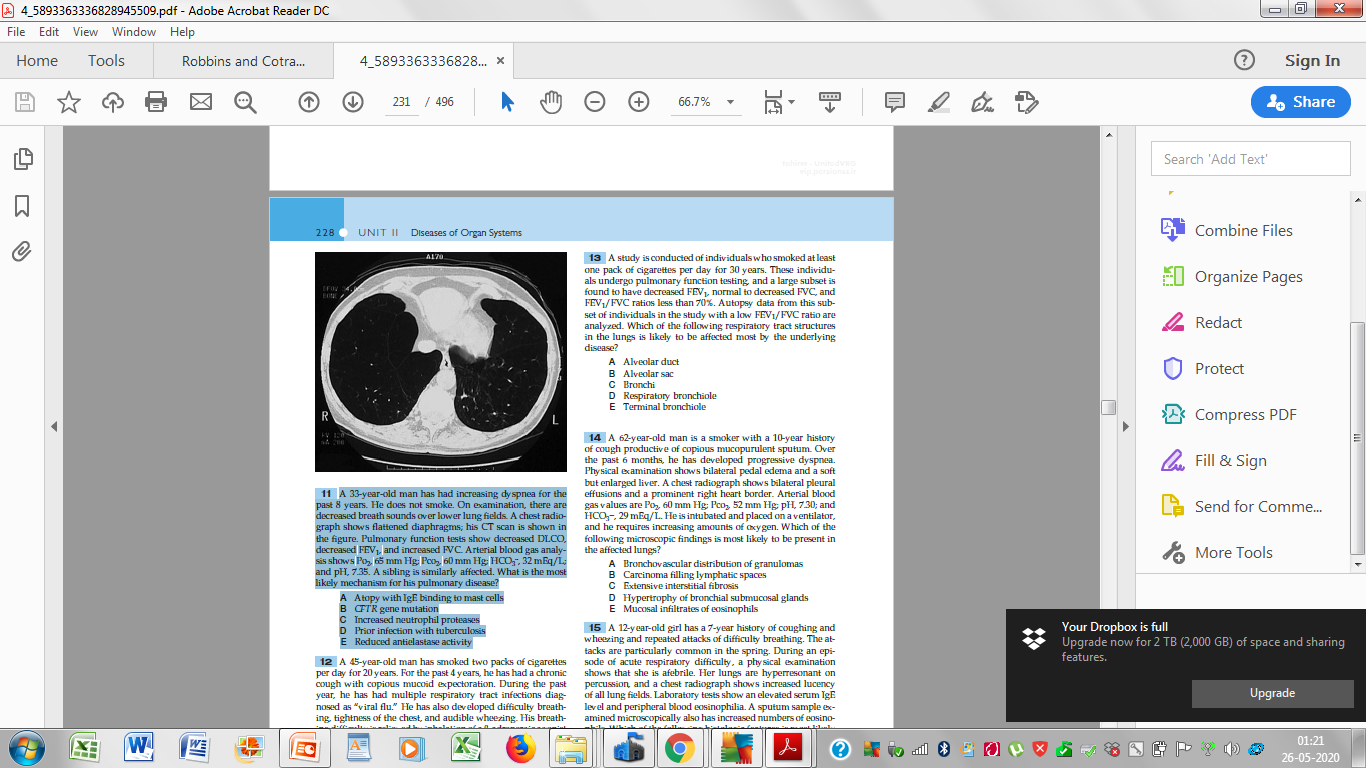 4_5893363336828945509.pdf - Adobe Acrobat Reader DC
File Edit View Window Help
Home Tools Robbins and Cotra... 4_5893363336828... ×
231 / 496 66.7% Share
Sign In
228 UNIT II Diseases of Organ Systems
A170
R
L
11 A 33-year-old man has had increasing dyspnea for the
past 8 years. He does not smoke. On examination, there are
decreased breath sounds over lower lung fields. A chest radio-
graph shows flattened diaphragms; his CT scan is shown in
the figure. Pulmonary function tests show decreased DLCO,
decreased FEV1, and increased FVC. Arterial blood gas analy-
sis shows Po2, 65 mm Hg; Pco2, 60 mm Hg; HCO3–, 32 mEq/L;
and pH, 7.35. A sibling is similarly affected. What is the most
likely mechanism for his pulmonary disease?
A Atopy with IgE binding to mast cells
B CFTR gene mutation
C Increased neutrophil proteases
D Prior infection with tuberculosis
E Reduced antielastase activity
12 A 45-year-old man has smoked two packs of cigarettes
per day for 20 years. For the past 4 years, he has had a chronic
cough with copious mucoid expectoration. During the past
year, he has had multiple respiratory tract infections diag-
nosed as “viral flu.” He has also developed difficulty breath-
ing, tightness of the chest, and audible wheezing. His breath-
13 A study is conducted of individuals who smoked at least
one pack of cigarettes per day for 30 years. These individu-
als undergo pulmonary function testing, and a large subset is
found to have decreased FEV1, normal to decreased FVC, and
FEV1/FVC ratios less than 70%. Autopsy data from this sub-
set of individuals in the study with a low FEV1/FVC ratio are
analyzed. Which of the following respiratory tract structures
in the lungs is likely to be affected most by the underlying
disease?
A Alveolar duct
B Alveolar sac
C Bronchi
D Respiratory bronchiole
E Terminal bronchiole
14 A 62-year-old man is a smoker with a 10-year history
of cough productive of copious mucopurulent sputum. Over
the past 6 months, he has developed progressive dyspnea.
Physical examination shows bilateral pedal edema and a soft
but enlarged liver. A chest radiograph shows bilateral pleural
effusions and a prominent right heart border. Arterial blood
gas values are Po2, 60 mm Hg; Pco2, 52 mm Hg; pH, 7.30; and
HCO3–, 29 mEq/L. He is intubated and placed on a ventilator,
and he requires increasing amounts of oxygen. Which of the
following microscopic findings is most likely to be present in
the affected lungs?
A Bronchovascular distribution of granulomas
B Carcinoma filling lymphatic spaces
C Extensive interstitial fibrosis
D Hypertrophy of bronchial submucosal glands
E Mucosal infiltrates of eosinophils
15 A 12-year-old girl has a 7-year history of coughing and
wheezing and repeated attacks of difficulty breathing. The at-
tacks are particularly common in the spring. During an epi-
sode of acute respiratory difficulty, a physical examination
shows that she is afebrile. Her lungs are hyperresonant on
percussion, and a chest radiograph shows increased lucency
of all lung fields. Laboratory tests show an elevated serum IgE
level and peripheral blood eosinophilia. A sputum sample ex-
amined microscopically also has increased numbers of eosino-
Search 'Add Text'
Combine Files
Organize Pages
Redact
Protect
Compress PDF
Fill & Sign
Send for Comme...
More Tools
Your Dropbox is full
Upgrade now for 2 TB (2,000 GB) of space and sharing
features.
Upgrade
01:21
26-05-2020